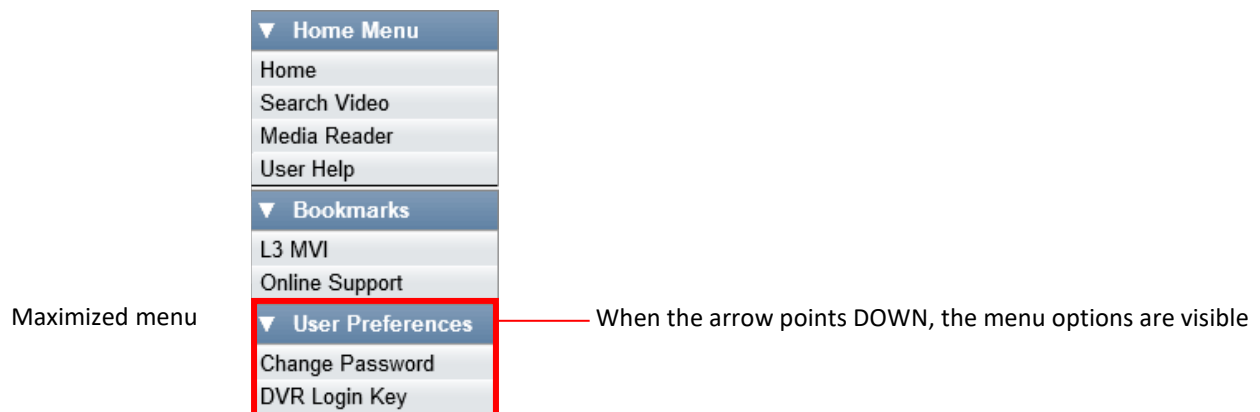 ▼ Home Menu
Home
Search Video
Media Reader
User Help
▼ Bookmarks
L3 MVI
Online Support
Maximized menu
▼ User Preferences
When the arrow points DOWN, the menu options are visible
Change Password
DVR Login Key